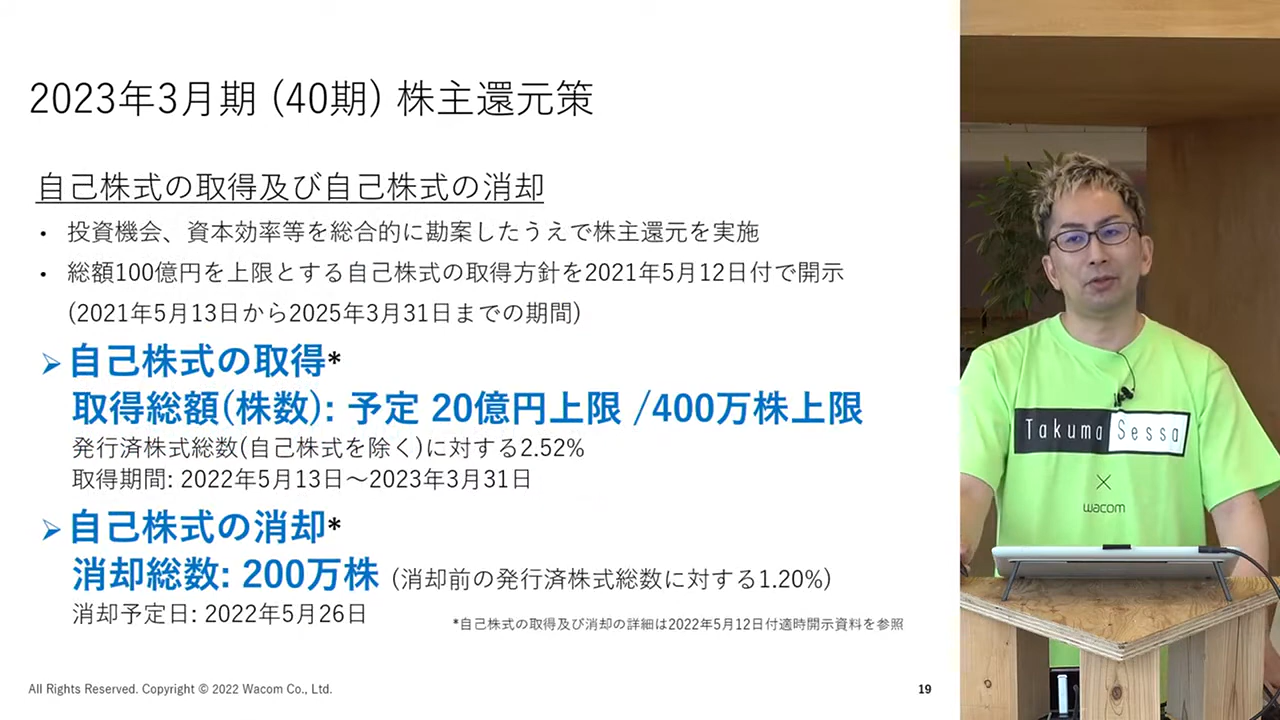 2023年3月期 (40期) 株主還元策
自己株式の取得及び自己株式の消却
• 投資機会、資本効率等を総合的に勘案したうえで株主還元を実施
• 総額100億円を上限とする自己株式の取得方針を2021年5月12日付で開示
(2021年5月13日から2025年3月31日までの期間)
➢ 自己株式の取得*
取得総額(株数): 予定 20億円上限 /400万株上限
発行済株式総数(自己株式を除く)に対する2.52%
取得期間: 2022年5月13日～2023年3月31日
➢ 自己株式の消却*
消却総数: 200万株 (消却前の発行済株式総数に対する1.20%)
消却予定日: 2022年5月26日
*自己株式の取得及び消却の詳細は2022年5月12日付適時開示資料を参照
All Rights Reserved. Copyright © 2022 Wacom Co., Ltd.
19
Takuma Sessa
×
wacom